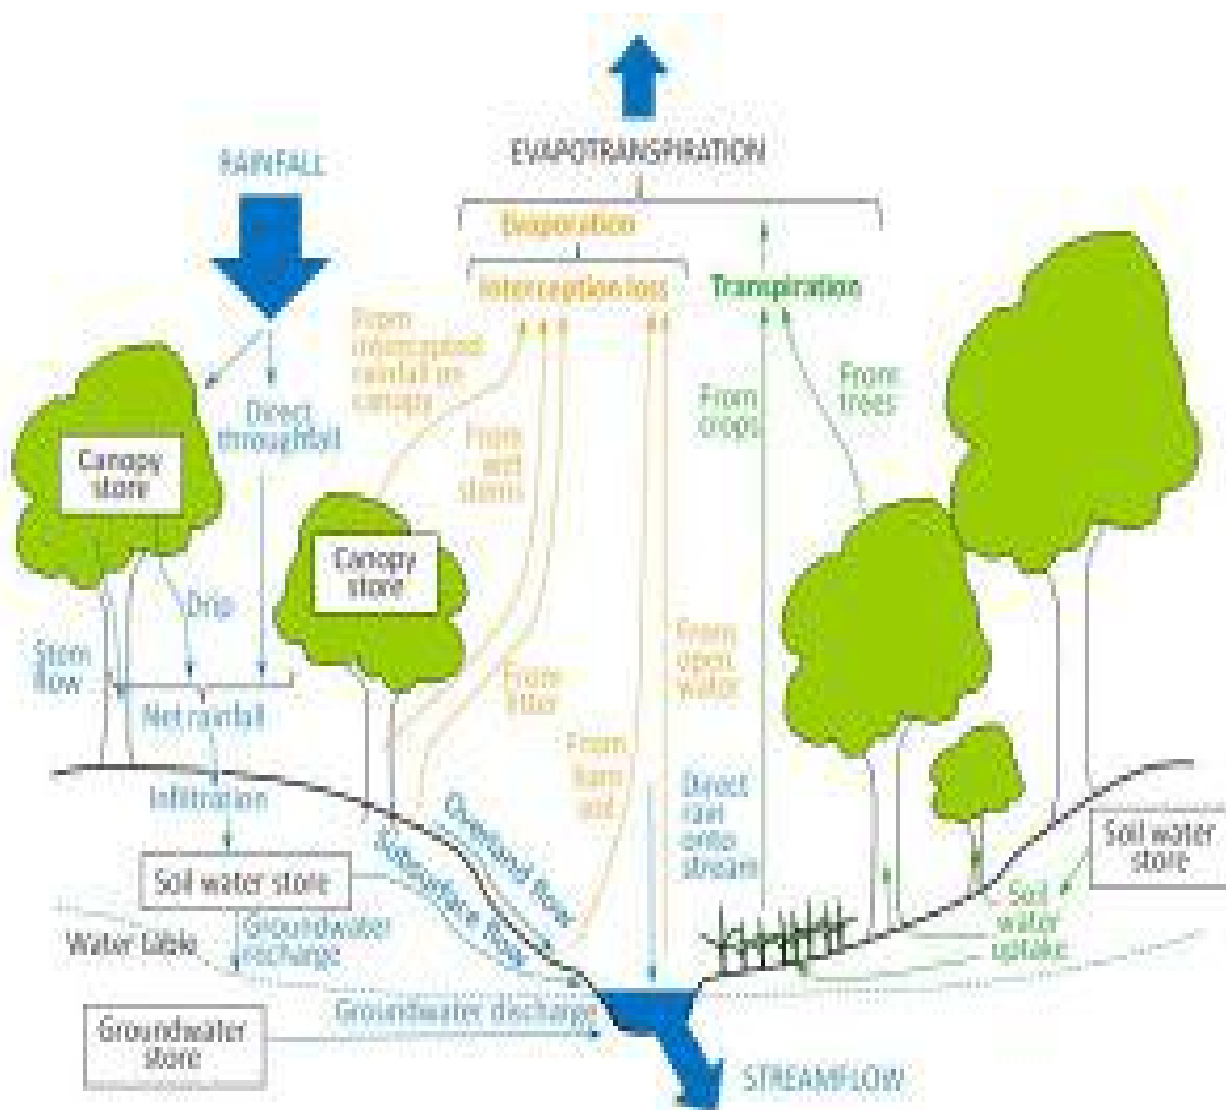 EVAPOTRANSPIRATION
RAINFALL
Evaporation
Interception loss
Transpiration
From
intercepted
rainfall in
canopy
From
trees
From
crops
Direct
throughfall
From
wet
stems
Canopy
store
Canopy
store
Drip
Stem
flow
From
open
water
From
litter
Net rainfall
From
soil
Infiltration
Direct
rain
onto
stream
Overland flow
Subsurface flow
Soil water
store
Soil water store
Soil
water
uptake
Groundwater
discharge
Water table
Groundwater discharge
Groundwater
store
STREAMFLOW